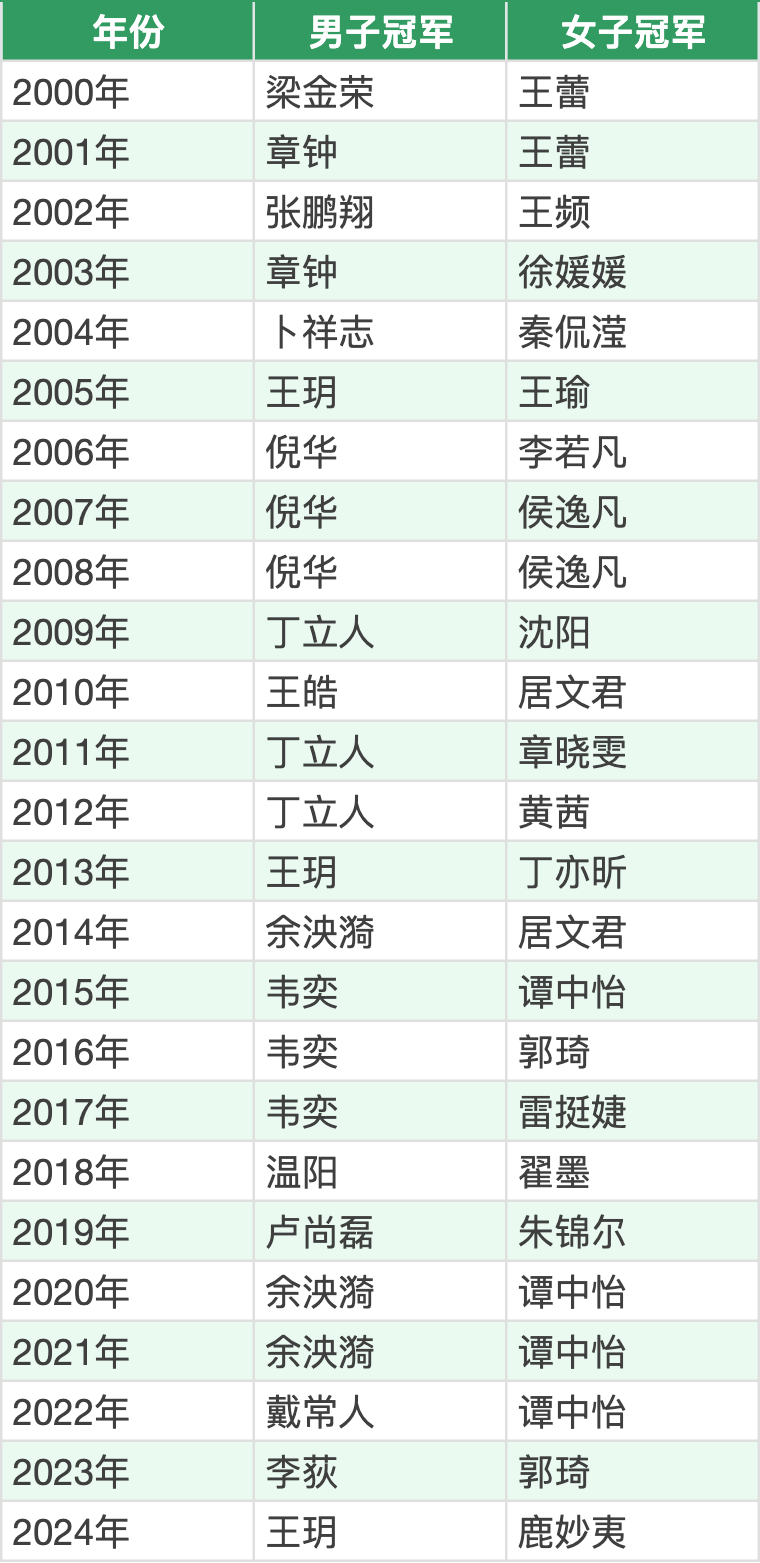 年份 男子冠军 女子冠军
2000年 梁金荣 王蕾
2001年 章钟 王蕾
2002年 张鹏翔 王频
2003年 章钟 徐媛媛
2004年 卜祥志 秦侃滢
2005年 王玥 王瑜
2006年 倪华 李若凡
2007年 倪华 侯逸凡
2008年 倪华 侯逸凡
2009年 丁立人 沈阳
2010年 王皓 居文君
2011年 丁立人 章晓雯
2012年 丁立人 黄茜
2013年 王玥 丁亦昕
2014年 余泱漪 居文君
2015年 韦奕 谭中怡
2016年 韦奕 郭琦
2017年 韦奕 雷挺婕
2018年 温阳 翟墨
2019年 卢尚磊 朱锦尔
2020年 余泱漪 谭中怡
2021年 余泱漪 谭中怡
2022年 戴常人 谭中怡
2023年 李荻 郭琦
2024年 王玥 鹿妙夷